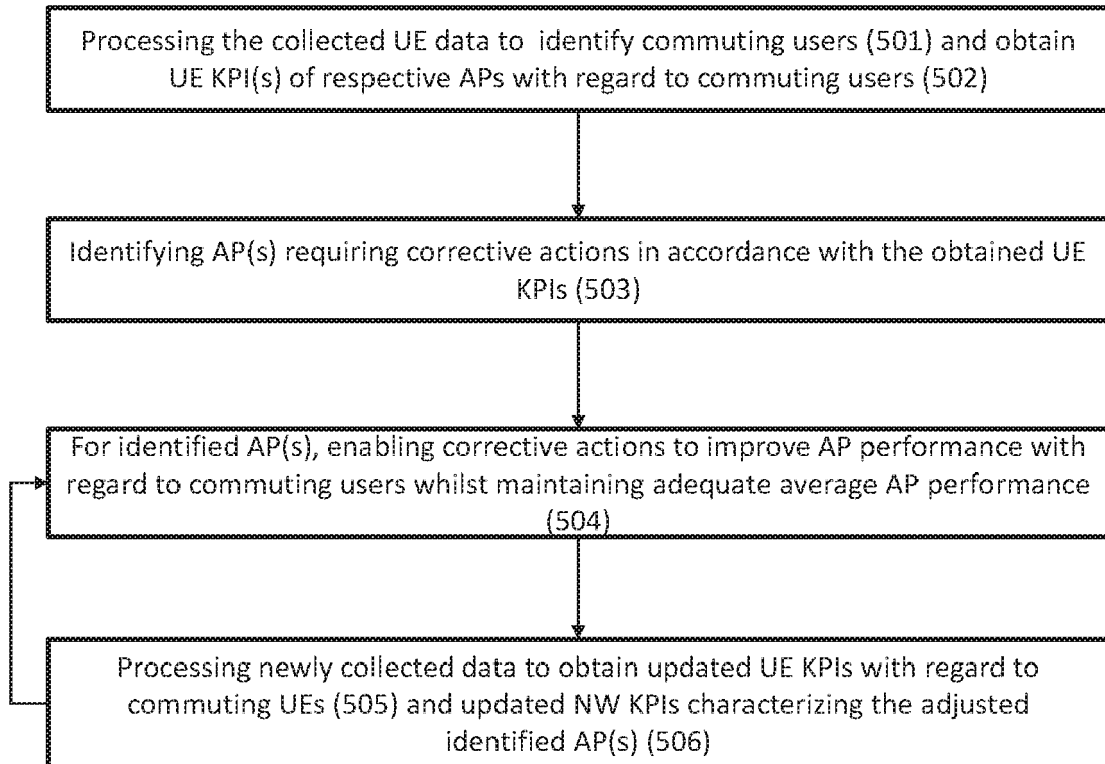 Processing the collected UE data to identify commuting users (501) and obtain
UE KPI(s) of respective APs with regard to commuting users (502)
Identifying AP(s) requiring corrective actions in accordance with the obtained UE
KPIs (503)
For identified AP(s), enabling corrective actions to improve AP performance with
regard to commuting users whilst maintaining adequate average AP performance
(504)
Processing newly collected data to obtain updated UE KPIs with regard to
commuting UEs (505) and updated NW KPIs characterizing the adjusted
identified AP(s) (506)